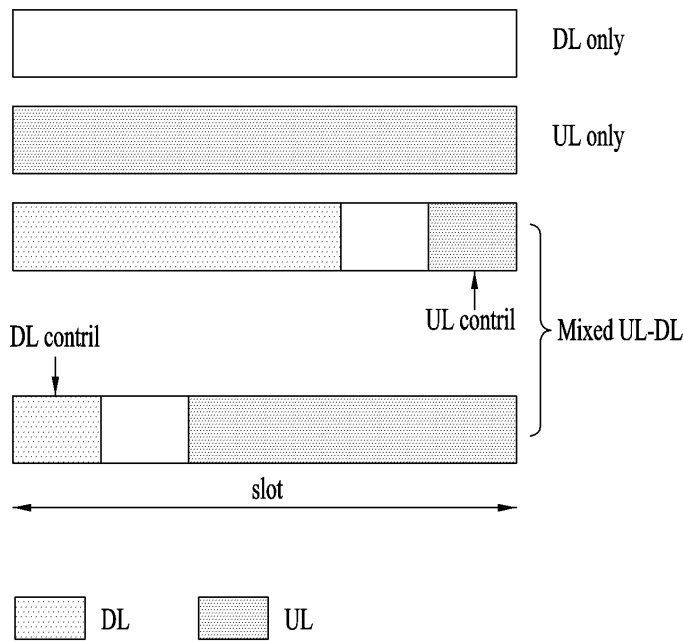 DL only
UL only
UL contril
Mixed UL-DL
DL contril
slot
DL
UL